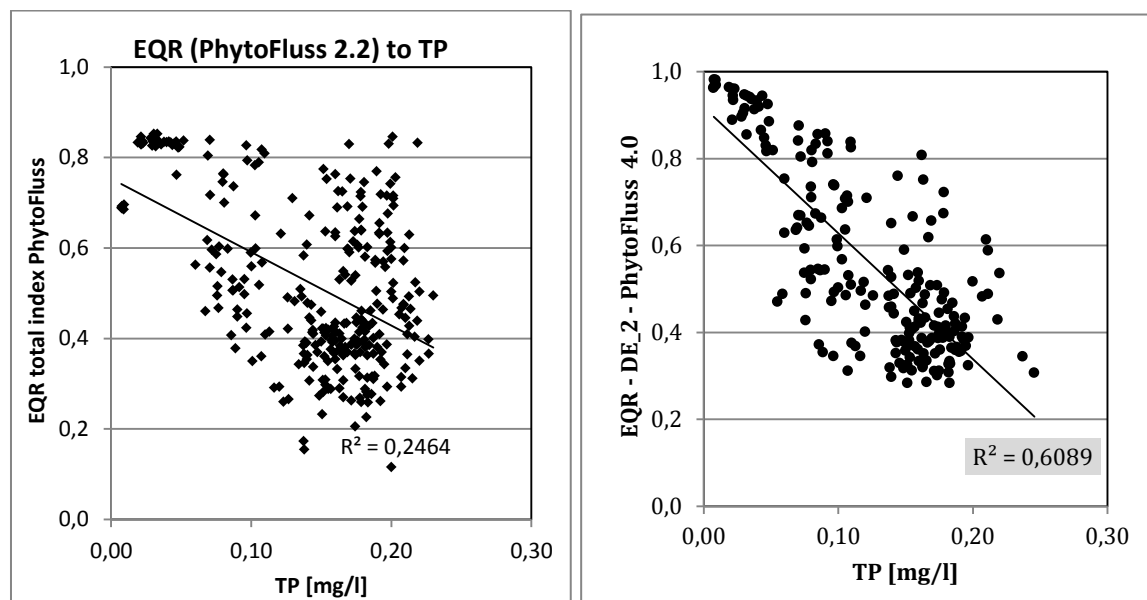 EQR (PhytoFluss 2.2) to TP
1,0
0,8
0,6
0,4
0,2
0,0
EQR total index PhytoFluss
R² = 0,2464
0,00 0,10 0,20 0,30
TP [mg/l]
1,0
0,8
0,6
0,4
0,2
0,0
EQR - DE_2 - PhytoFluss 4.0
R² = 0,6089
0,00 0,10 0,20 0,30
TP [mg/l]